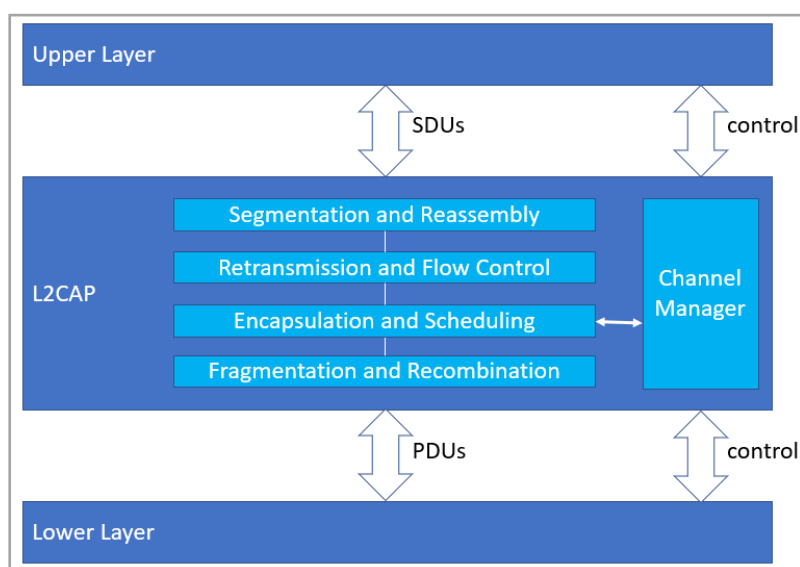 Upper Layer
SDUs
control
Segmentation and Reassembly
Retransmission and Flow Control
L2CAP
Encapsulation and Scheduling
Fragmentation and Recombination
Channel
Manager
PDUs
control
Lower Layer